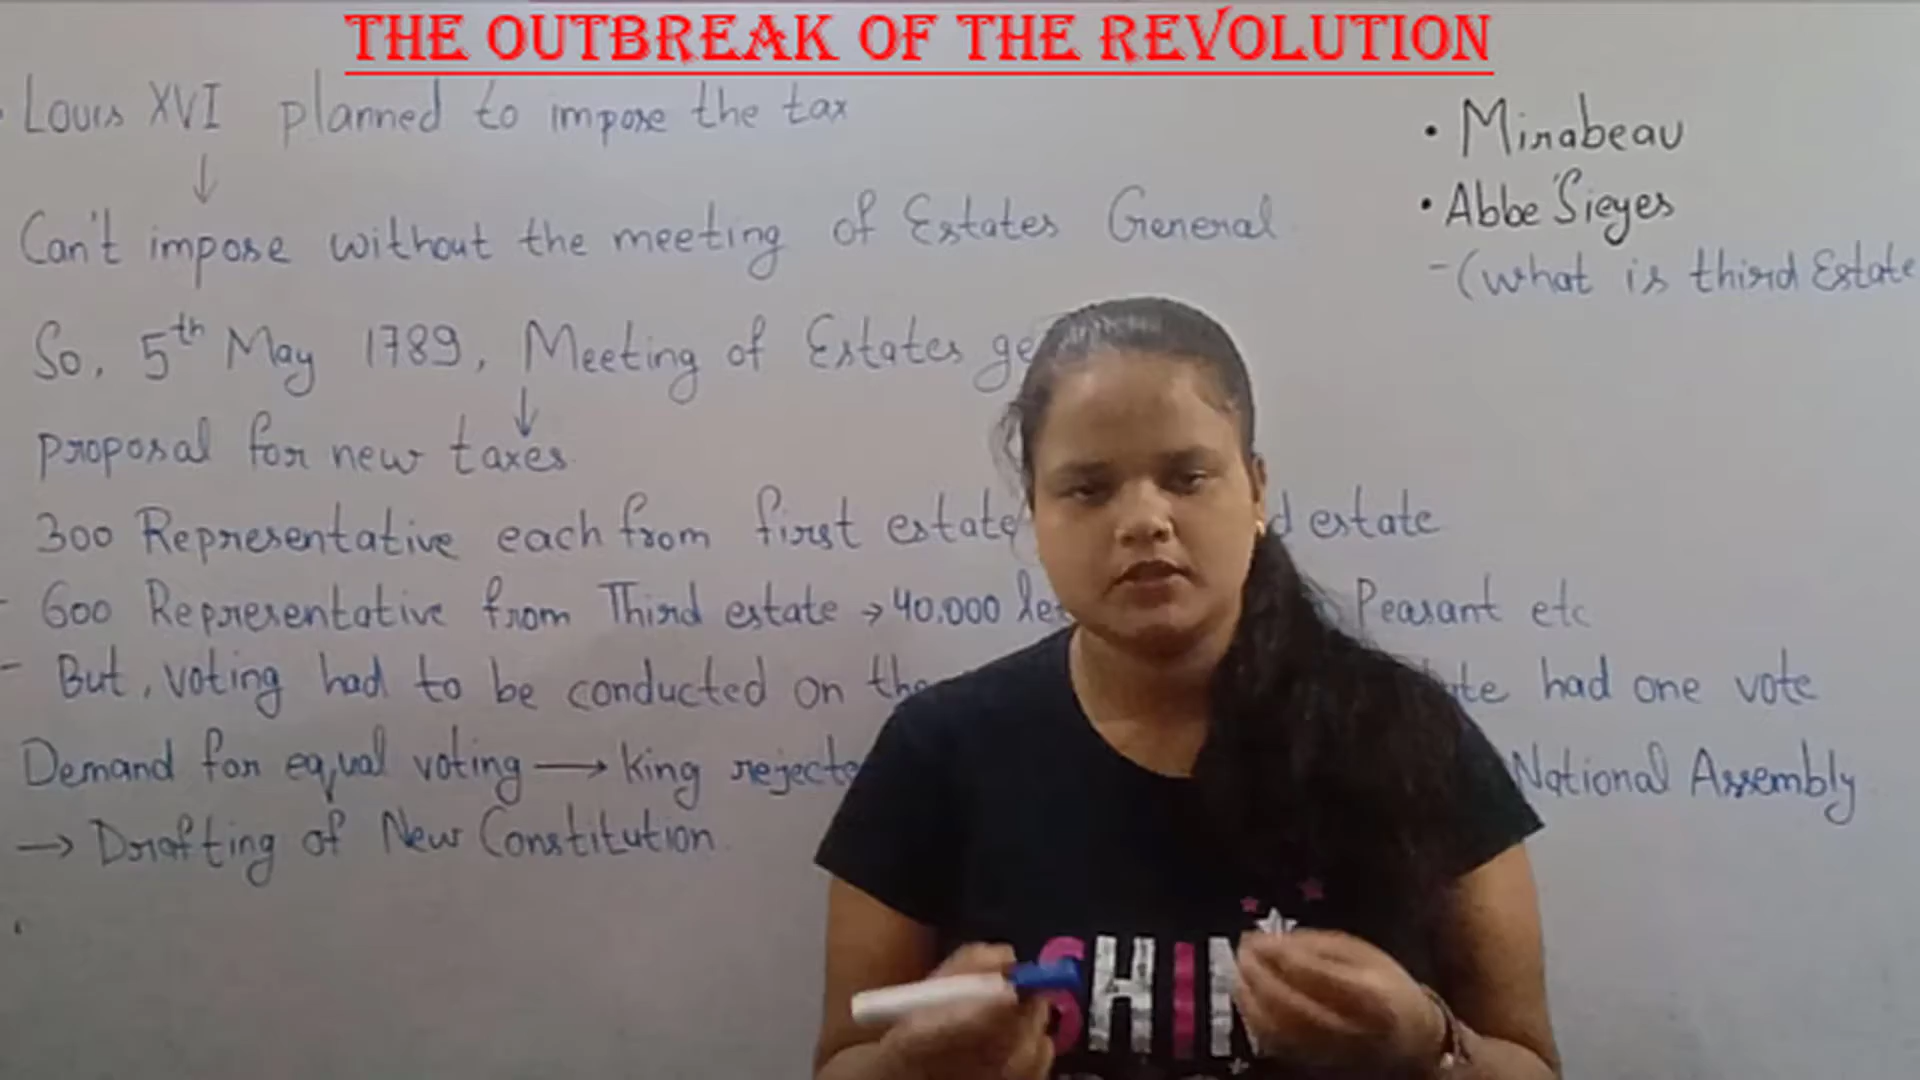 THE OUTBREAK OF THE REVOLUTION
Louis XVI planned to impose the tax
Can't impose without the meeting of Estates General
So, 5th May 1789, Meeting of Estates ge
proposal for new taxes
300 Representative each from first estate d estate
- 600 Representative from Third estate → 40,000 le Peasant etc
- But, voting had to be conducted on the te had one vote
Demand for equal voting → King rejecte National Assembly
→ Drafting of New Constitution.
• Mirabeau
• Abbe'Sieyes
- (what is third Estate
SHIN